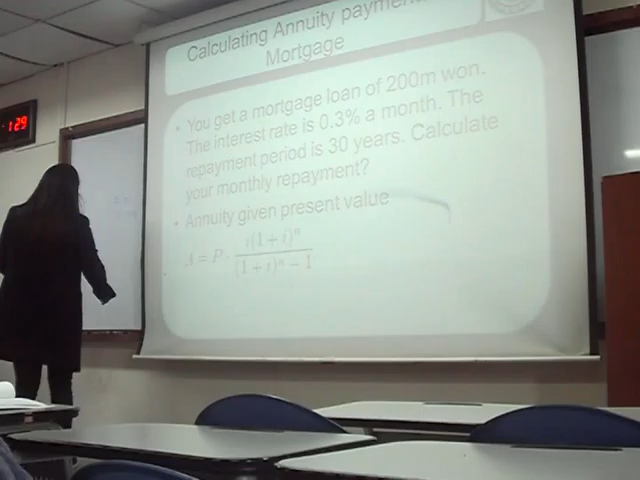 Calculating Annuity payment
Mortgage
• You get a mortgage loan of 200m won.
The interest rate is 0.3% a month. The
repayment period is 30 years. Calculate
your monthly repayment?
• Annuity given present value
A = P · i(1 + i)^n / (1 + i)^n − 1
1:29